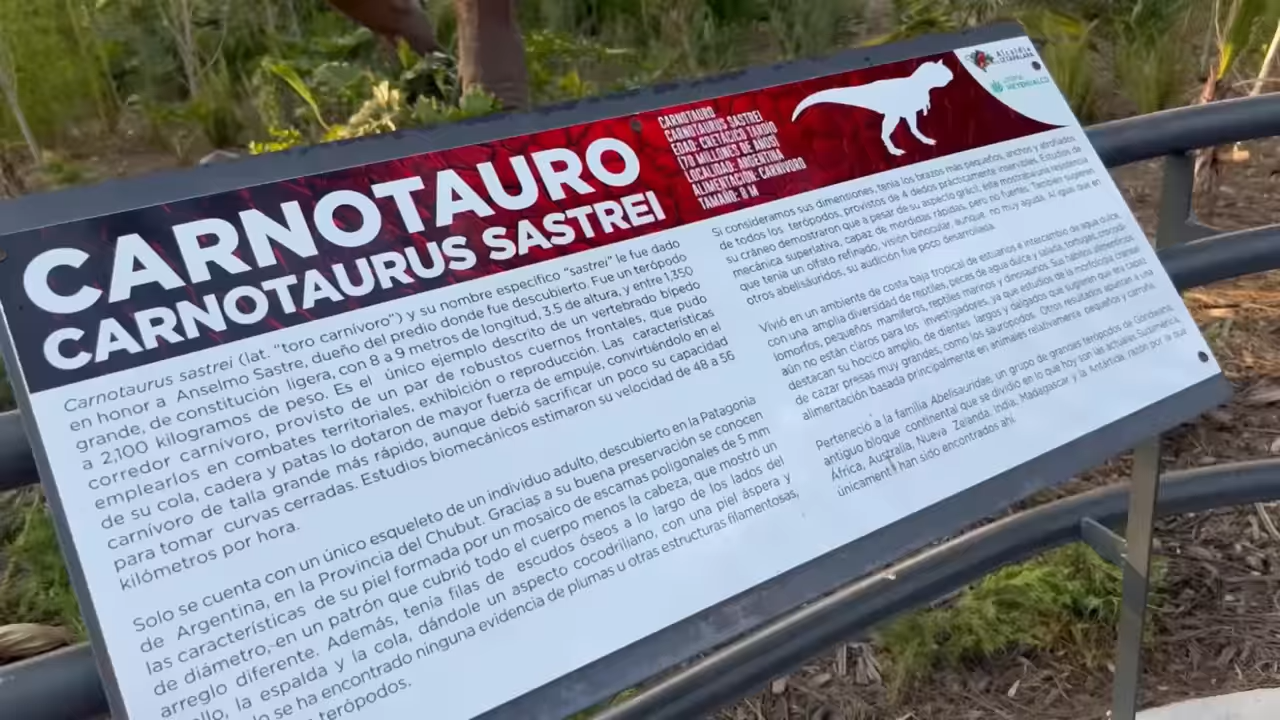 CARNOTAURO
CARNOTAURUS SASTREI
CARNOTAURO
CARNOTAURUS SASTREI
EDAD: CRETÁCICO TARDÍO
(70 MILLONES DE AÑOS)
LOCALIDAD: ARGENTINA
ALIMENTACIÓN: CARNÍVORO
TAMAÑO: 8 M
Alcaldía
IZTAPALAPA
Carnotaurus sastrei (lat. “toro carnívoro”) y su nombre específico “sastrei” le fue dado
en honor a Anselmo Sastre, dueño del predio donde fue descubierto. Fue un terópodo
grande, de constitución ligera, con 8 a 9 metros de longitud, 3.5 de altura, y entre 1,350
a 2,100 kilogramos de peso. Es el único ejemplo descrito de un vertebrado bípedo
corredor carnívoro, provisto de un par de robustos cuernos frontales, que pudo
emplearlos en combates territoriales, exhibición o reproducción. Las características
de su cola, cadera y patas lo dotaron de mayor fuerza de empuje, convirtiéndolo en el
carnívoro de talla grande más rápido, aunque debió sacrificar un poco su capacidad
para tomar curvas cerradas. Estudios biomecánicos estimaron su velocidad de 48 a 56
kilómetros por hora.
Solo se cuenta con un único esqueleto de un individuo adulto, descubierto en la Patagonia
de Argentina, en la Provincia del Chubut. Gracias a su buena preservación se conocen
las características de su piel formada por un mosaico de escamas poligonales de 5 mm
de diámetro, en un patrón que cubrió todo el cuerpo menos la cabeza, que mostró un
arreglo diferente. Además, tenía filas de escudos óseos a lo largo de los lados del
llo, la espalda y la cola, dándole un aspecto cocodriliano, con una piel áspera y
lo se ha encontrado ninguna evidencia de plumas u otras estructuras filamentosas,
terópodos.
Si consideramos sus dimensiones, tenía los brazos más pequeños, anchos y atrofiados
de todos los terópodos, provistos de 4 dedos prácticamente inservibles. Estudios de
su cráneo demostraron que a pesar de su aspecto grácil, éste mostraba una resistencia
mecánica superlativa, capaz de mordidas rápidas, pero no fuertes. También sugieren
que tenía un olfato refinado, visión binocular, aunque, no muy aguda. Al igual que en
otros abelisáuridos, su audición fue poco desarrollada.
Vivió en un ambiente de costa baja tropical de estuarios e intercambio de agua dulce,
con una amplia diversidad de reptiles, peces de agua dulce y salada, tortugas, crocodi-
lomorfos, pequeños mamíferos, reptiles marinos y dinosaurios. Sus hábitos alimenticios
aún no están claros para los investigadores, ya que estudios de la morfología craneal
destacan su hocico amplio, de dientes largos y delgados que sugieren que era capaz
de cazar presas muy grandes, como los saurópodos. Otros resultados apuntan a una
alimentación basada principalmente en animales relativamente pequeños y carroña.
Perteneció a la familia Abelisauridae, un grupo de grandes terópodos de Gondwana,
antiguo bloque continental que se dividió en lo que hoy son las actuales Sudamérica,
África, Australia, Nueva Zelanda, India, Madagascar y la Antártida, razón por la que
únicament han sido encontrados ahí.